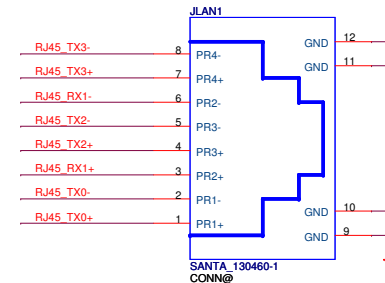 JLAN1
RJ45_TX3- 8 PR4- GND 12
RJ45_TX3+ 7 PR4+ GND 11
RJ45_RX1- 6 PR2-
RJ45_TX2- 5 PR3-
RJ45_TX2+ 4 PR3+
RJ45_RX1+ 3 PR2+
RJ45_TX0- 2 PR1- GND 10
RJ45_TX0+ 1 PR1+ GND 9
SANTA_130460-1
CONN@